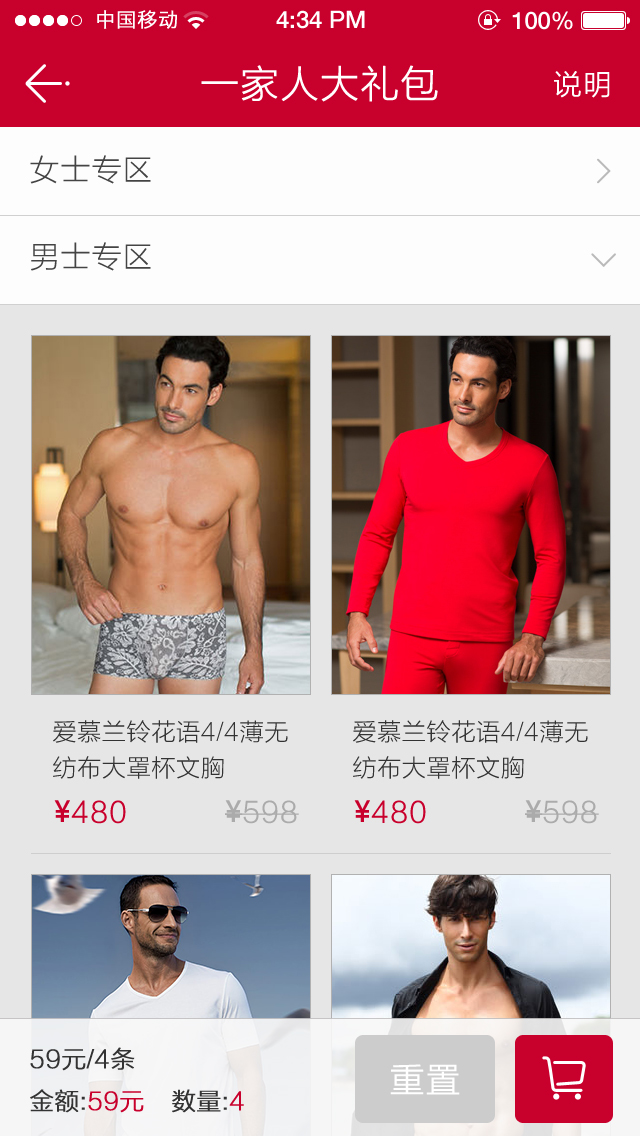 中国移动 4:34 PM 100%
一家人大礼包 说明
女士专区
男士专区
爱慕兰铃花语4/4薄无
纺布大罩杯文胸
¥480 ¥598
爱慕兰铃花语4/4薄无
纺布大罩杯文胸
¥480 ¥598
59元/4条
金额:59元 数量:4
重置